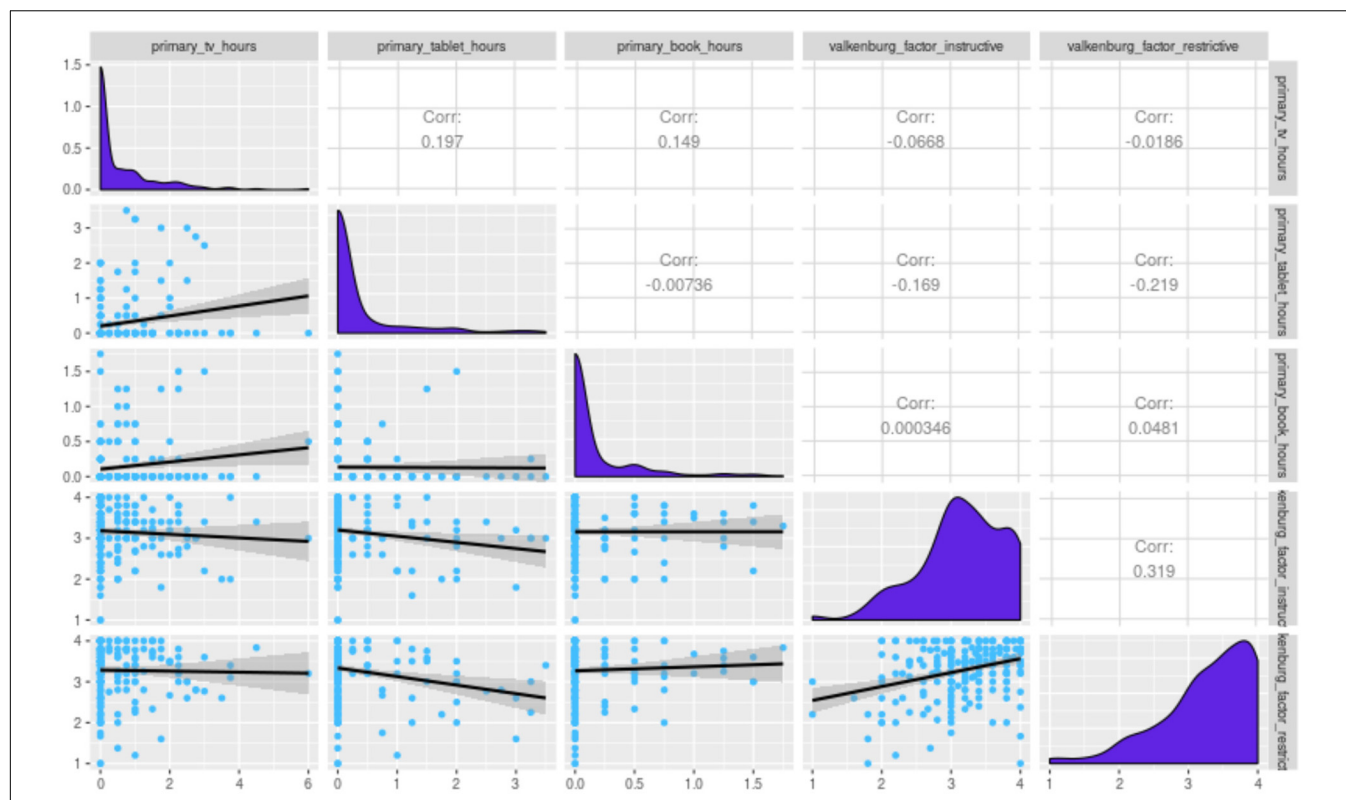 primary_tv_hours primary_tablet_hours primary_book_hours valkenburg_factor_instructive valkenburg_factor_restrictive
1.5
1.0
0.5
0.0
Corr:
0.197
Corr:
0.149
Corr:
-0.0668
Corr:
-0.0186
primary_tv_hours
3
2
1
0
Corr:
-0.00736
Corr:
-0.169
Corr:
-0.219
primary_tablet_hours
1.5
1.0
0.5
0.0
Corr:
0.000346
Corr:
0.0481
primary_book_hours
4
3
2
1
Corr:
0.319
kenburg_factor_instruc
4
3
2
1
kenburg_factor_restrict
0 2 4 6 0 1 2 3 0.0 0.5 1.0 1.5 1 2 3 4 1 2 3 4